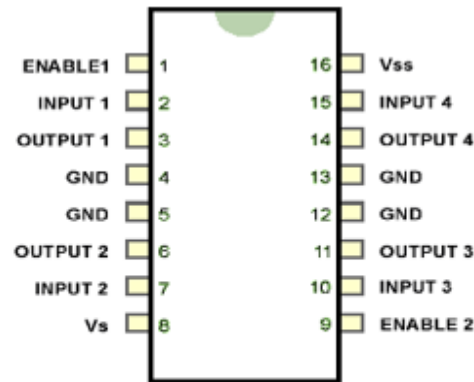 ENABLE1 1 16 Vss
INPUT 1 2 15 INPUT 4
OUTPUT 1 3 14 OUTPUT 4
GND 4 13 GND
GND 5 12 GND
OUTPUT 2 6 11 OUTPUT 3
INPUT 2 7 10 INPUT 3
Vs 8 9 ENABLE 2